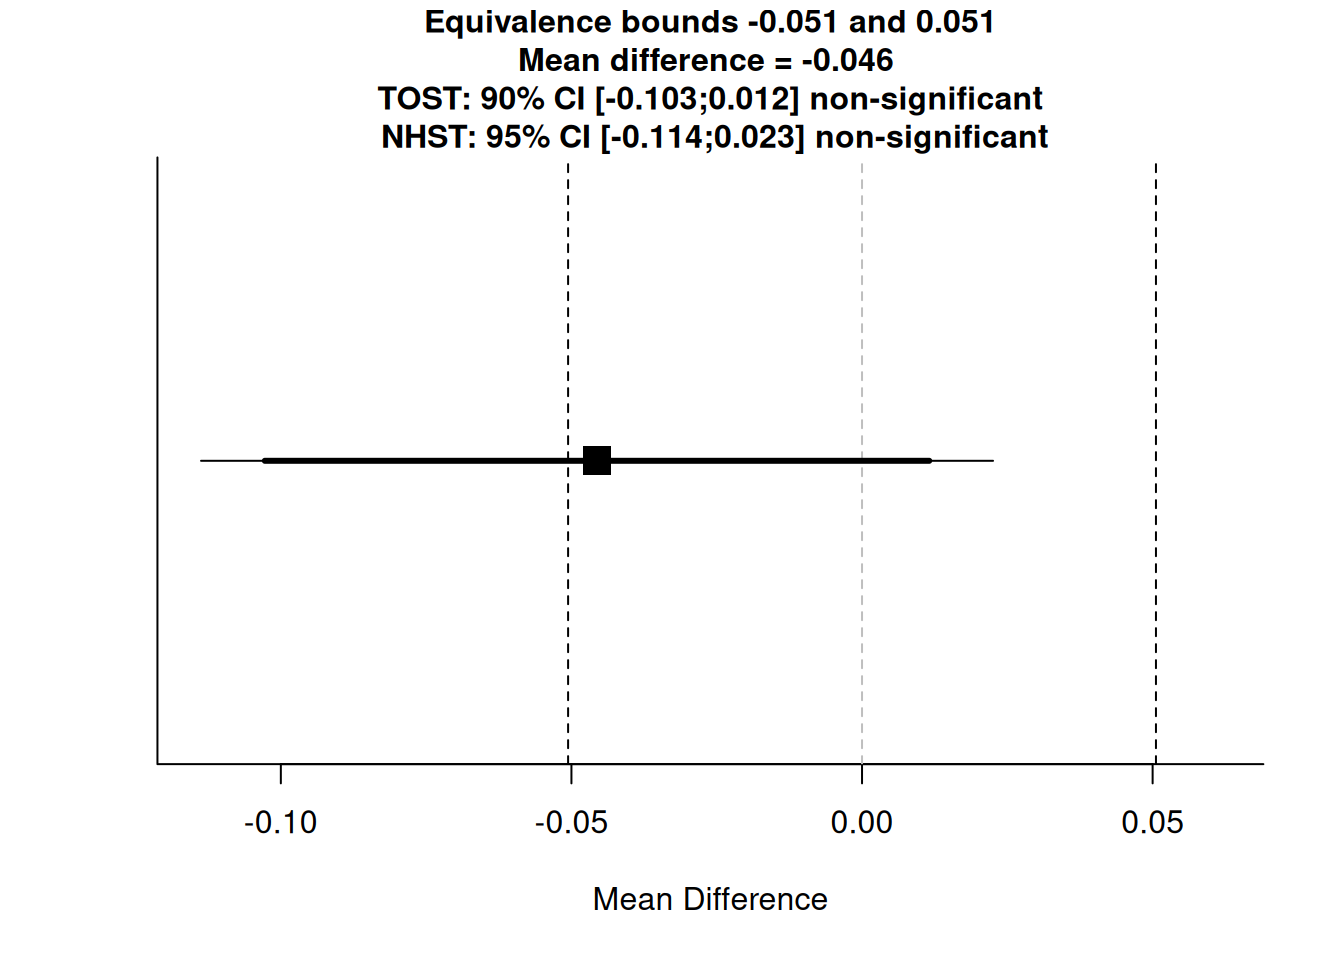 Equivalence bounds -0.051 and 0.051
Mean difference = -0.046
TOST: 90% CI [-0.103;0.012] non-significant
NHST: 95% CI [-0.114;0.023] non-significant
-0.10
-0.05
0.00
0.05
Mean Difference